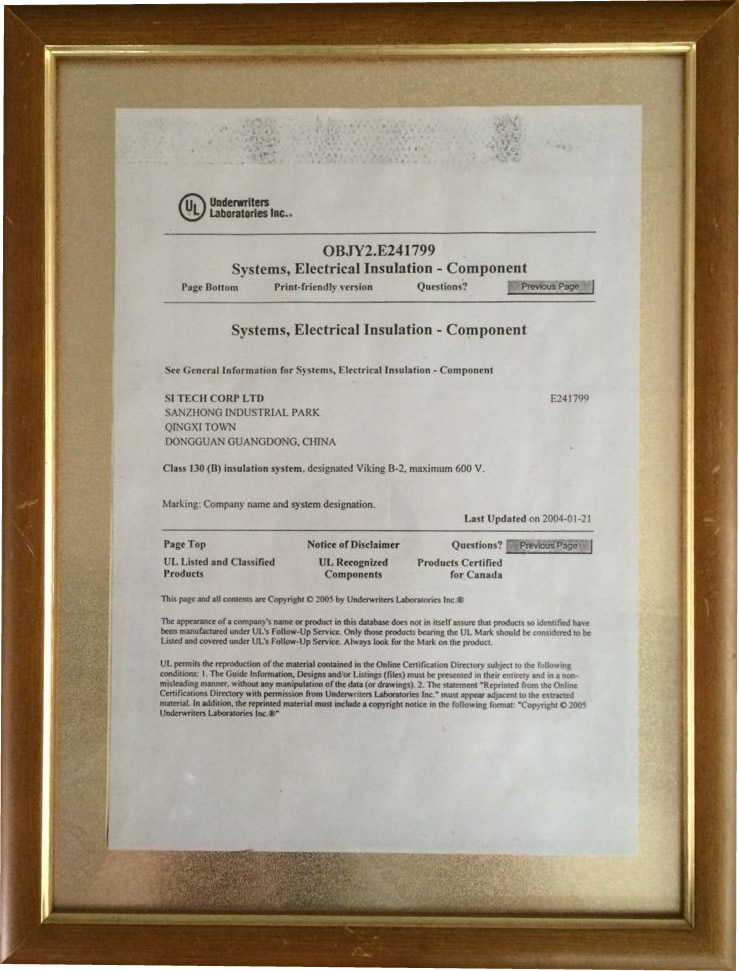 UL Underwriters
Laboratories Inc..
OBJY2.E241799
Systems, Electrical Insulation - Component
Page Bottom Print-friendly version Questions? Previous Page
Systems, Electrical Insulation - Component
See General Information for Systems, Electrical Insulation - Component
SI TECH CORP LTD E241799
SANZHONG INDUSTRIAL PARK
QINGXI TOWN
DONGGUAN GUANGDONG, CHINA
Class 130 (B) insulation system, designated Viking B-2, maximum 600 V.
Marking: Company name and system designation.
Last Updated on 2004-01-21
Page Top Notice of Disclaimer Questions? Previous Page
UL Listed and Classified UL Recognized Products Certified
Products Components for Canada
This page and all contents are Copyright © 2005 by Underwriters Laboratories Inc.®
The appearance of a company's name or product in this database does not in itself assure that products so identified have
been manufactured under UL's Follow-Up Service. Only those products bearing the UL Mark should be considered to be
Listed and covered under UL's Follow-Up Service. Always look for the Mark on the product.
UL permits the reproduction of the material contained in the Online Certification Directory subject to the following
conditions: 1. The Guide Information, Designs and/or Listings (files) must be presented in their entirety and in a non-
misleading manner, without any manipulation of the data (or drawings). 2. The statement "Reprinted from the Online
Certifications Directory with permission from Underwriters Laboratories Inc." must appear adjacent to the extracted
material. In addition, the reprinted material must include a copyright notice in the following format: "Copyright © 2005
Underwriters Laboratories Inc.®"